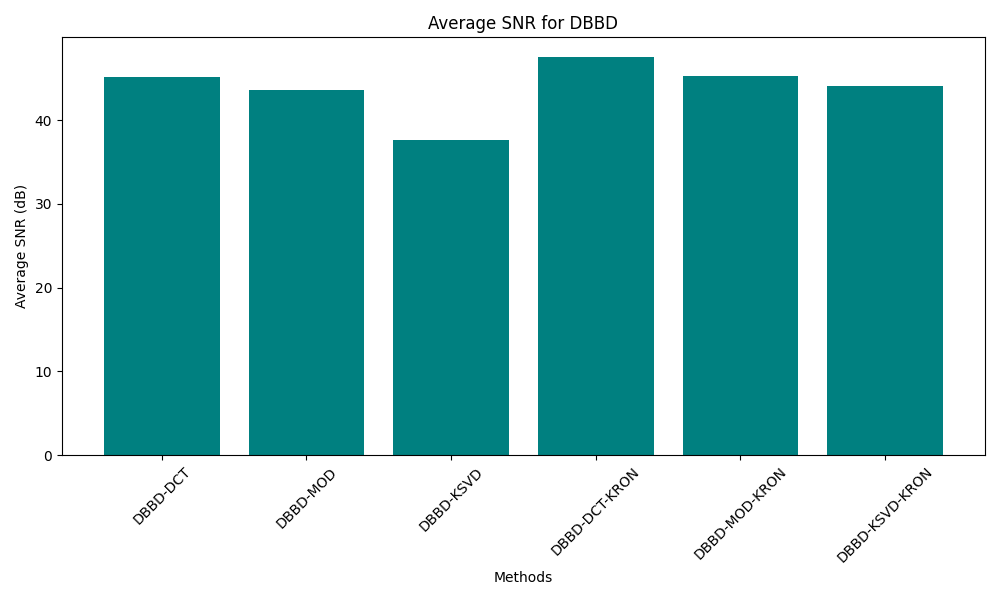 Average SNR for DBBD
Average SNR (dB)
40
30
20
10
0
DBBD-DCT
DBBD-MOD
DBBD-KSVD
DBBD-DCT-KRON
DBBD-MOD-KRON
DBBD-KSVD-KRON
Methods